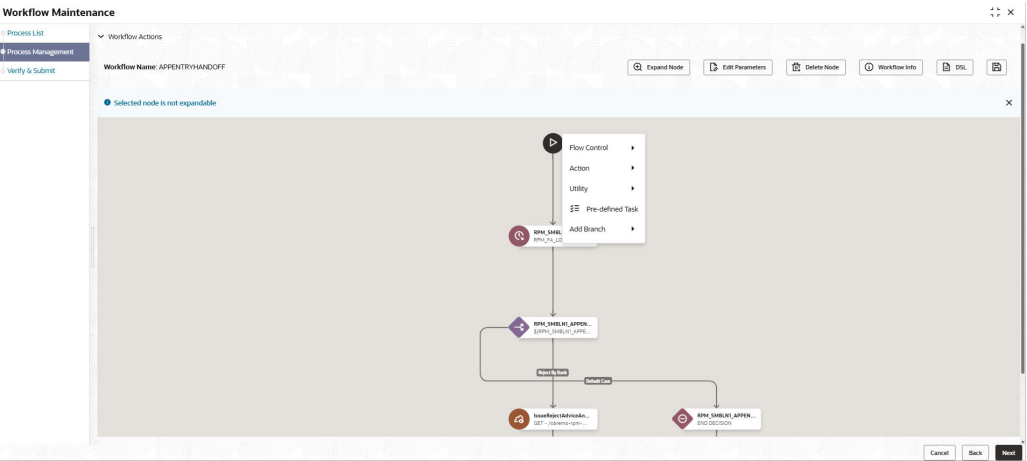 Workflow Maintenance
Process List
Process Management
Verify & Submit
Workflow Actions
Workflow Name: APPENTRYHANDOFF
Expand Node
Edit Parameters
Delete Node
Workflow Info
DSL
Selected node is not expandable
Flow Control
Action
Utility
Pre-defined Task
Add Branch
RPM_SMBL
RPM_FA_LO
RPM_SMBLN1_APPEN...
${RPM_SMBLN1_APPE...
Reject By Bank
Default Case
IssueRejectAdviceAn...
GET - /obremo-rpm-...
RPM_SMBLN1_APPEN...
END DECISION
Cancel
Back
Next